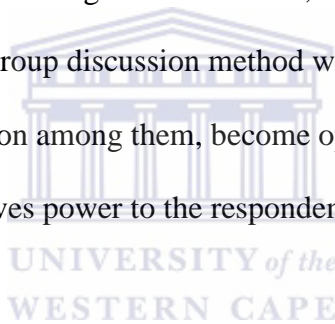 roup discussion method w
on among them, become o
ves power to the responden
UNIVERSITY of the
WESTERN CAPE